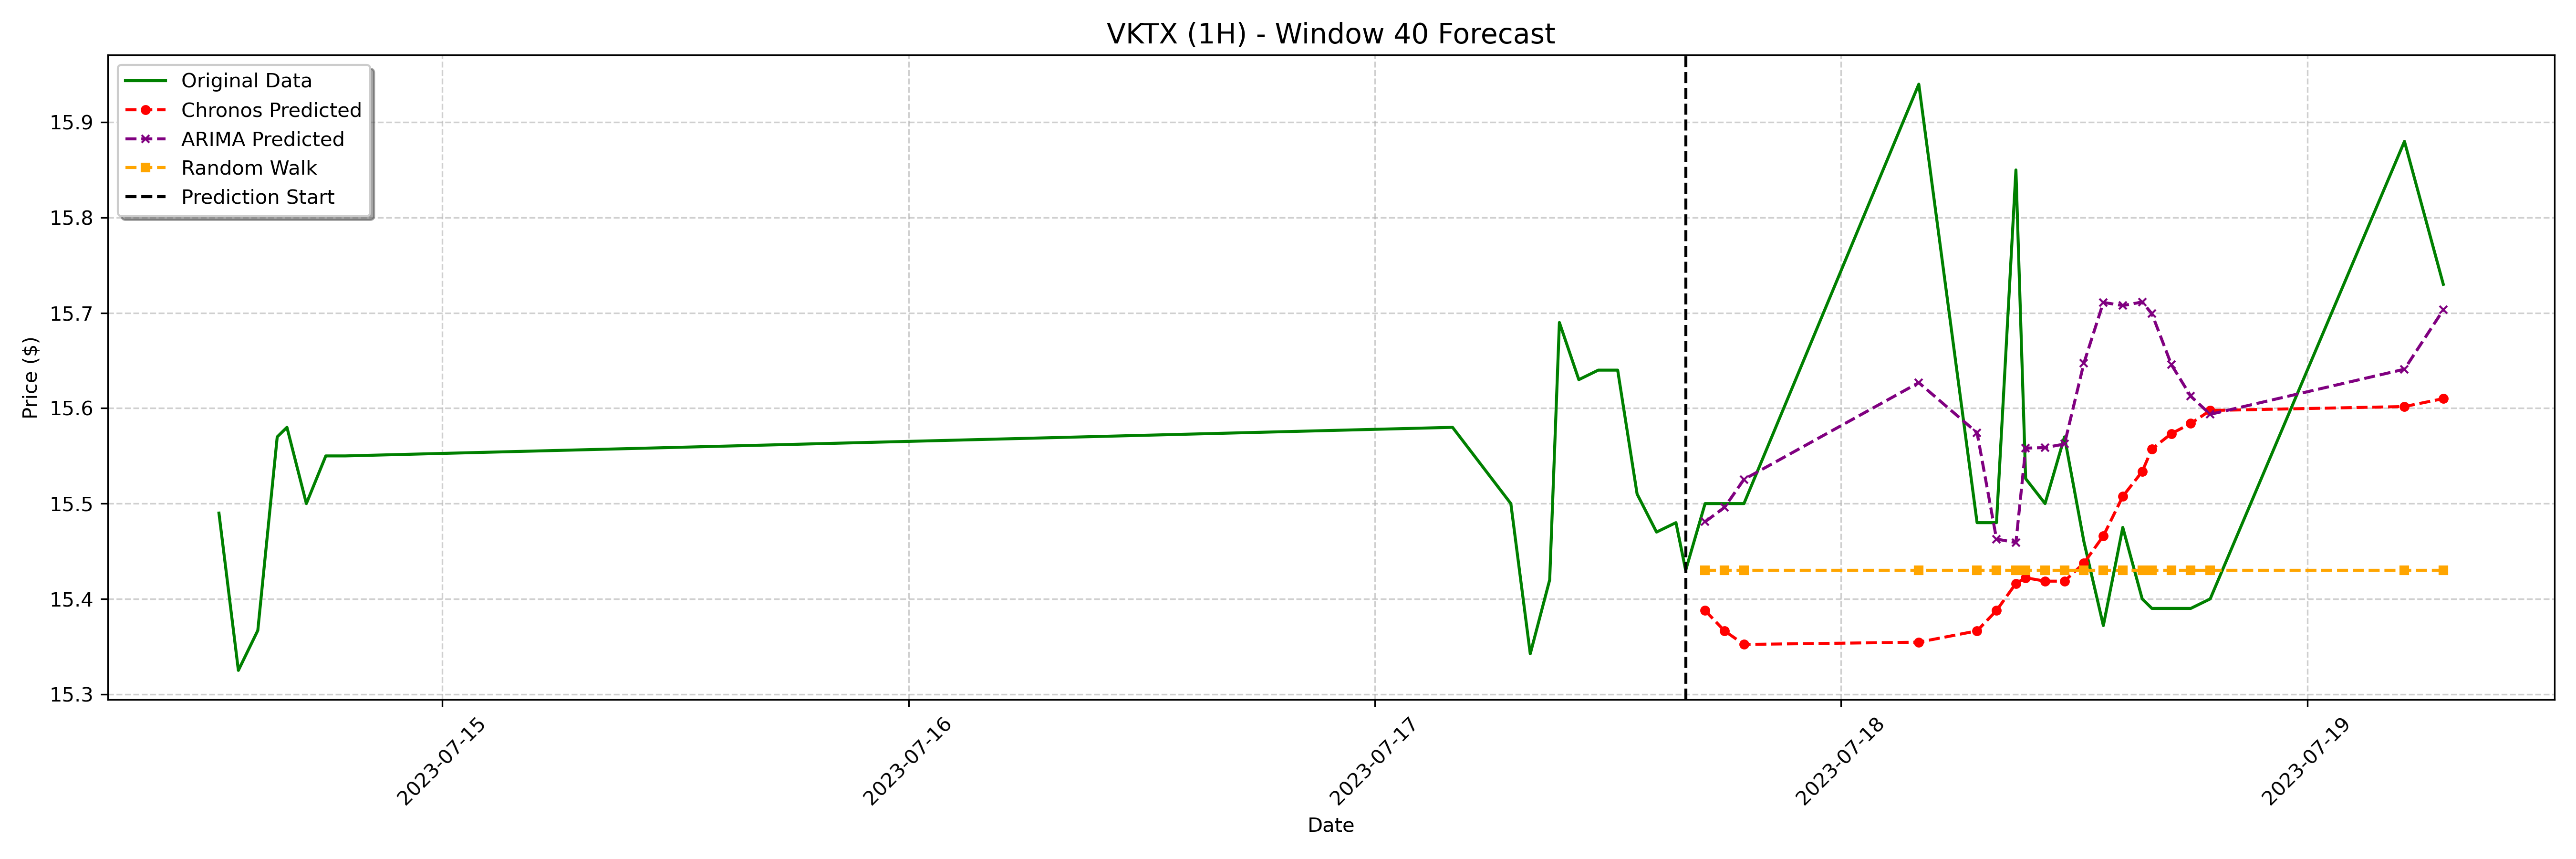 VKTX (1H) - Window 40 Forecast
Original Data
Chronos Predicted
ARIMA Predicted
Random Walk
Prediction Start
Price ($)
15.9
15.8
15.7
15.6
15.5
15.4
15.3
2023-07-15
2023-07-16
2023-07-17
2023-07-18
2023-07-19
Date